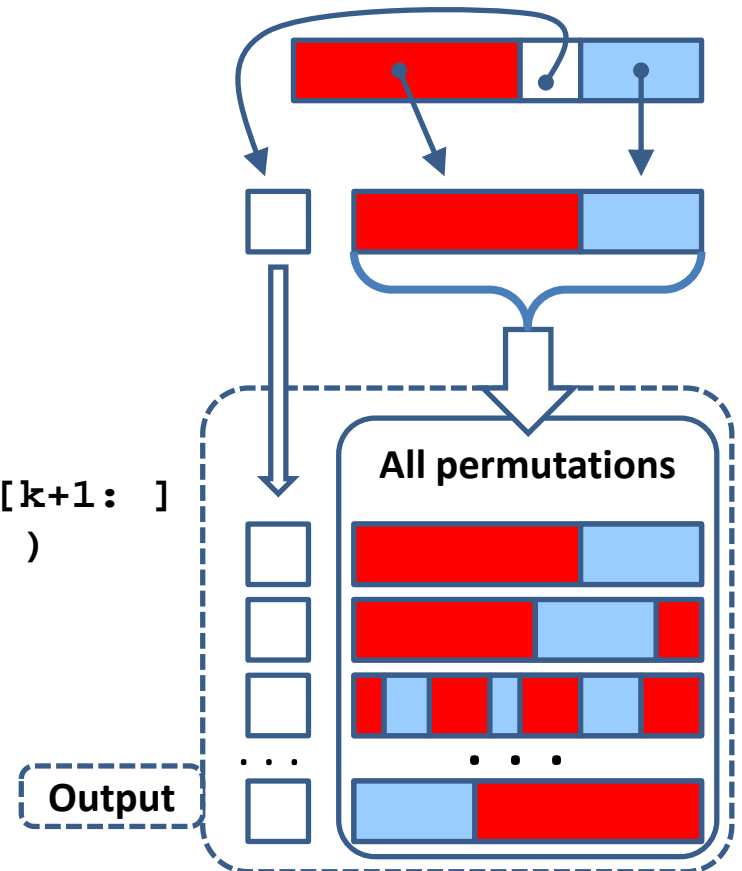 All permutations
[k+1: ]
)
. . .
. . .
Output